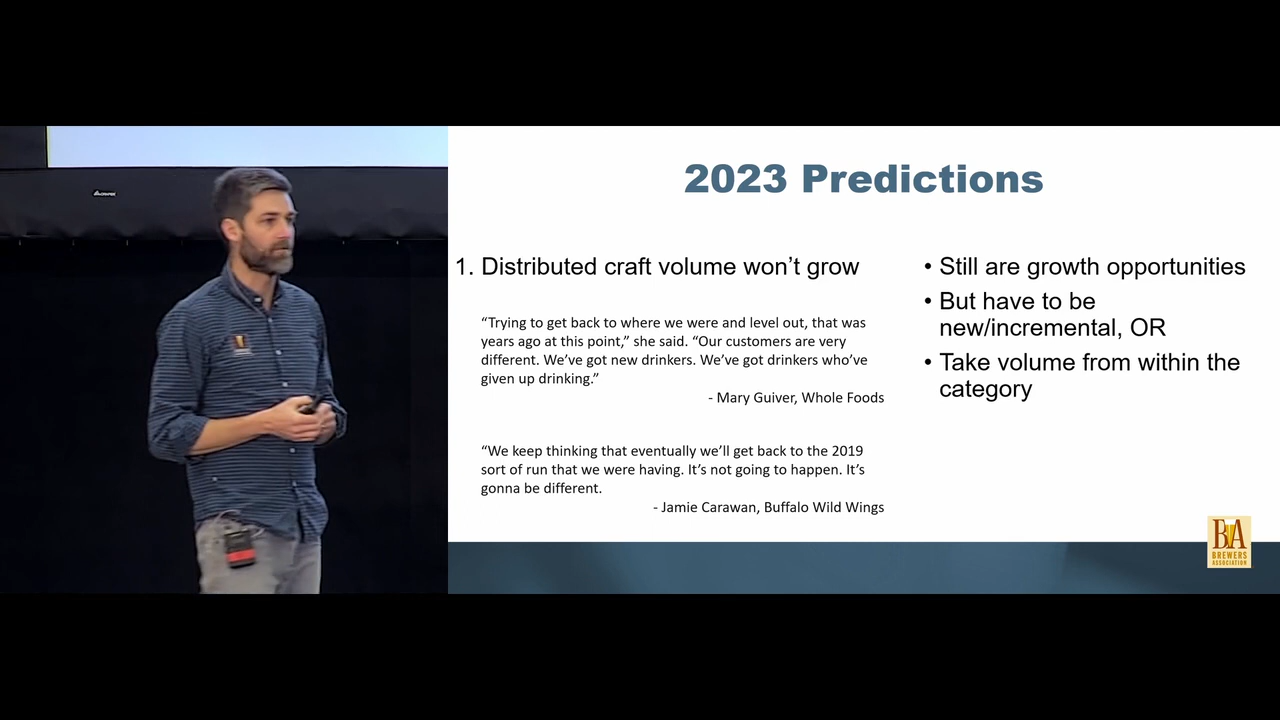 2023 Predictions
1. Distributed craft volume won’t grow
“Trying to get back to where we were and level out, that was
years ago at this point,” she said. “Our customers are very
different. We’ve got new drinkers. We’ve got drinkers who’ve
given up drinking.”
- Mary Guiver, Whole Foods
“We keep thinking that eventually we’ll get back to the 2019
sort of run that we were having. It’s not going to happen. It’s
gonna be different.
- Jamie Carawan, Buffalo Wild Wings
• Still are growth opportunities
• But have to be
new/incremental, OR
• Take volume from within the
category
BA
BREWERS
ASSOCIATION